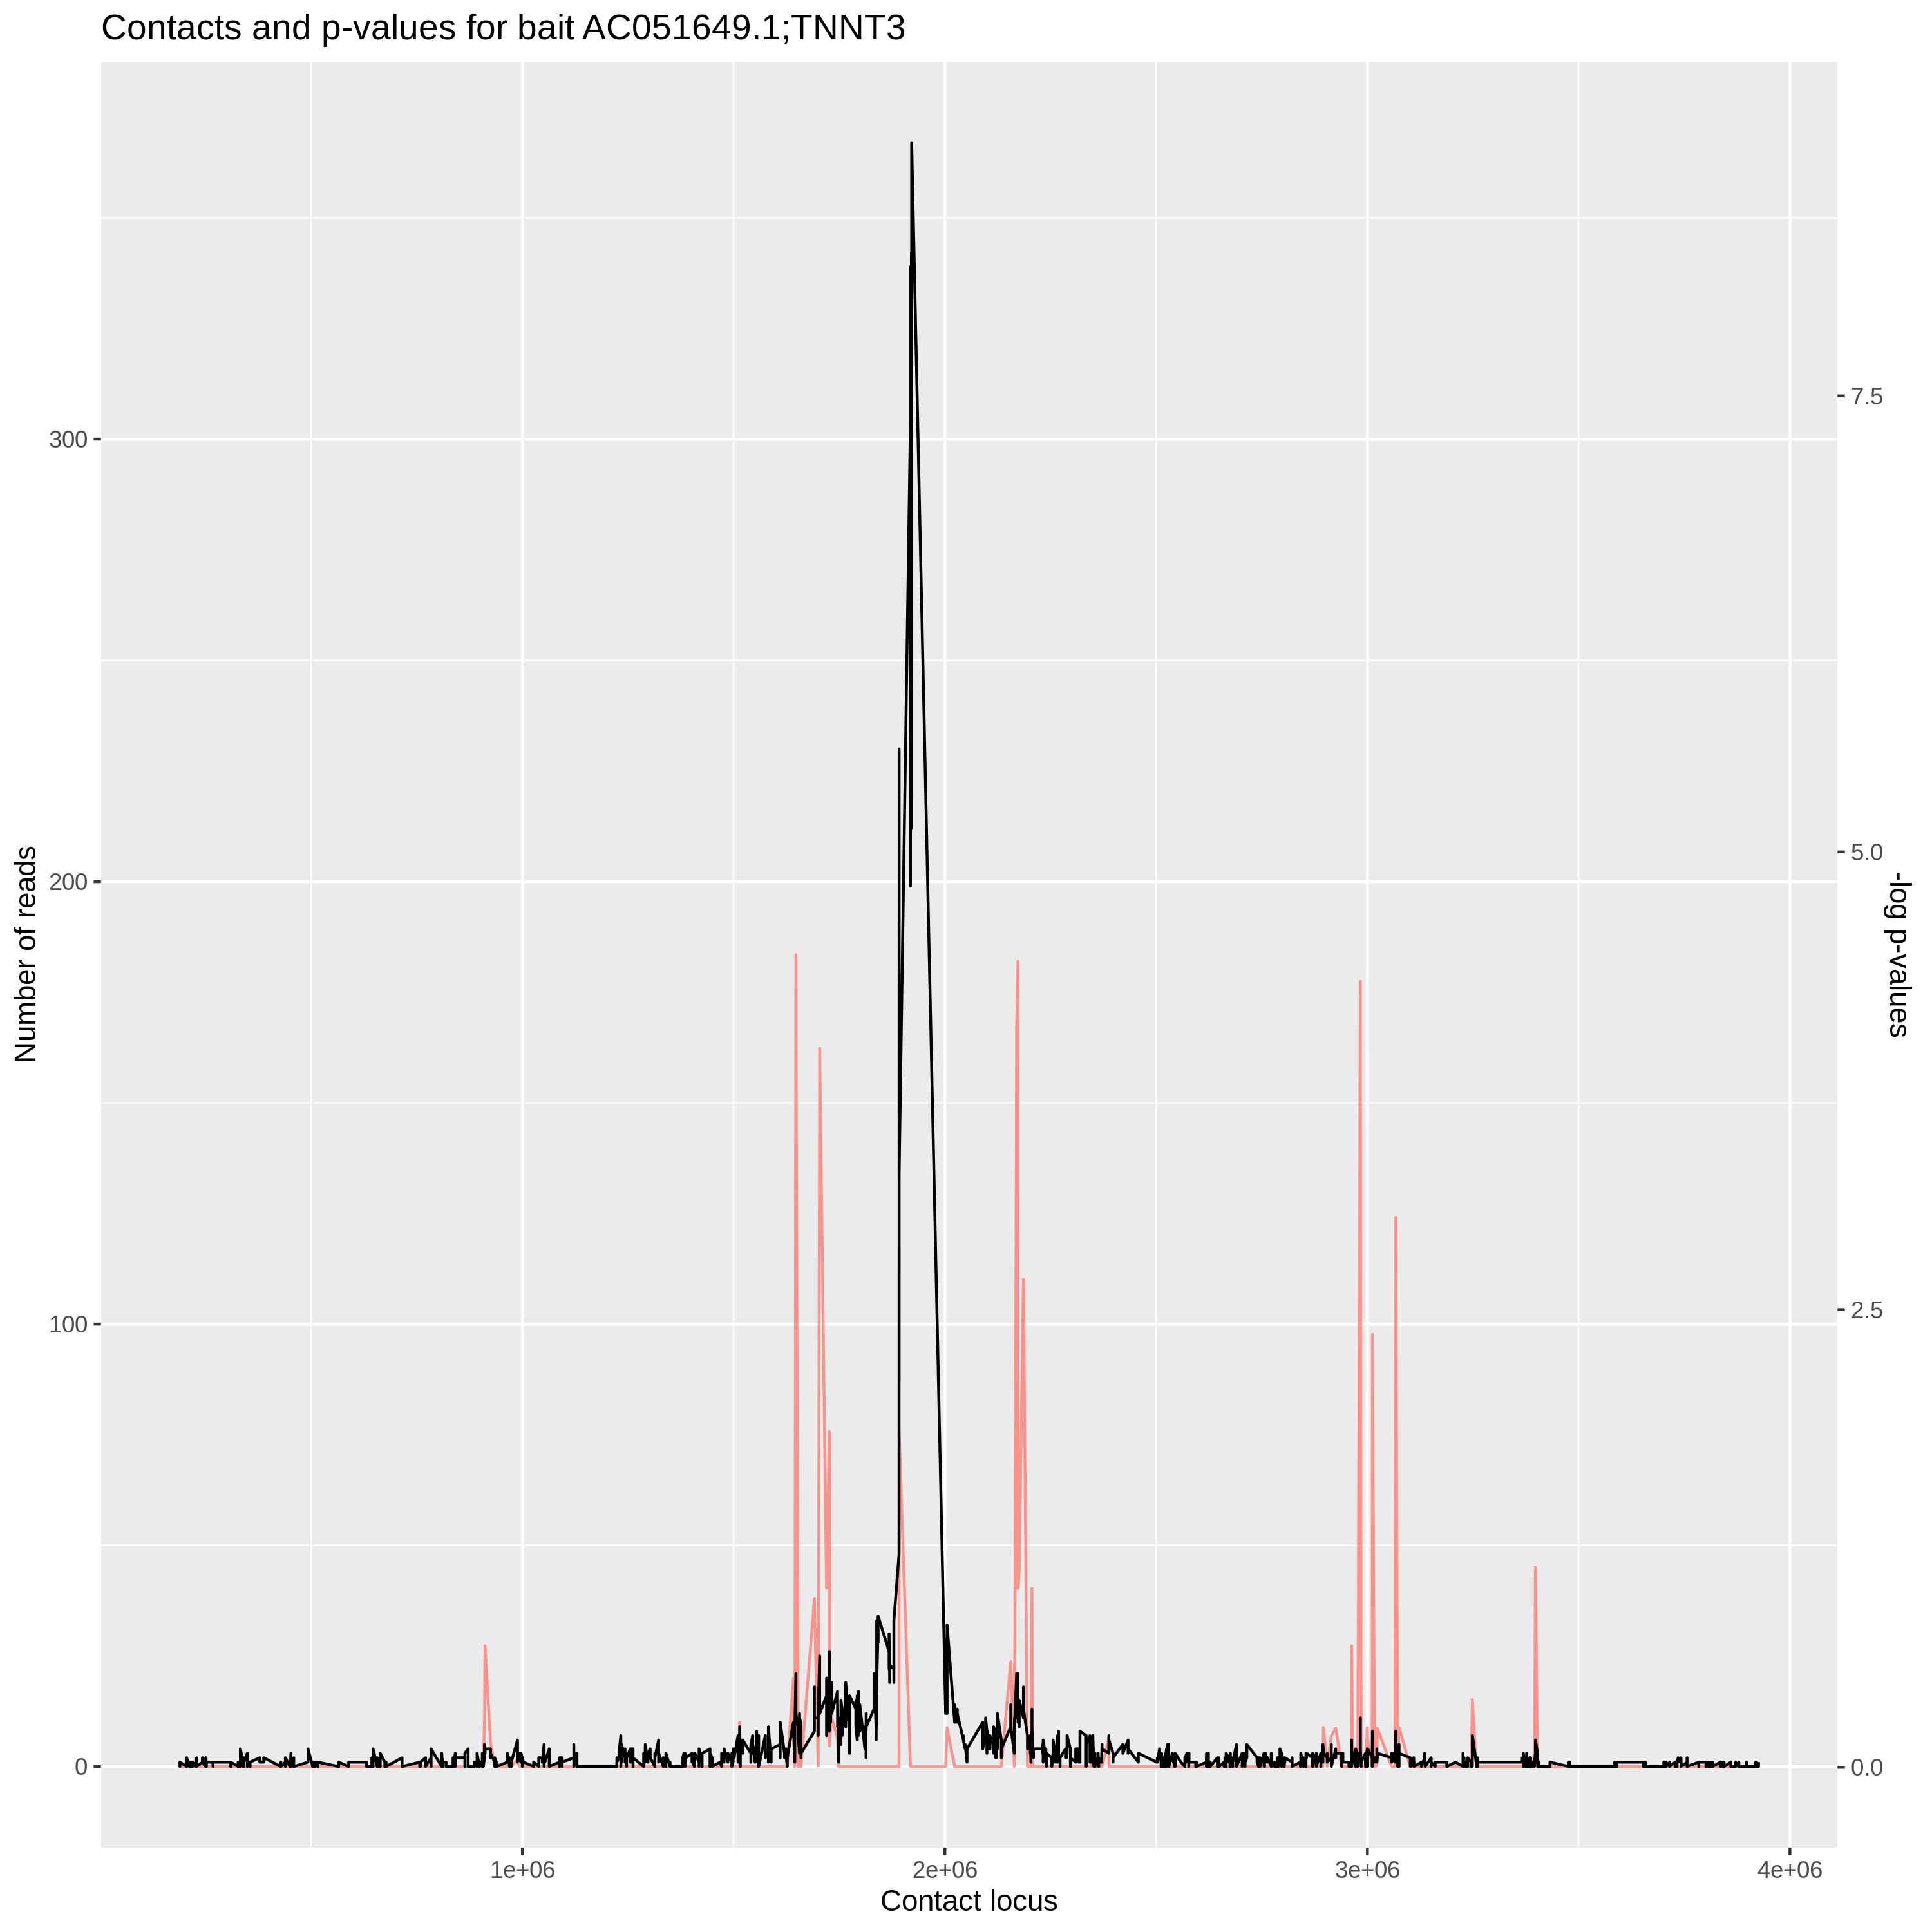 Contacts and p-values for bait AC051649.1;TNNT3
300
200
100
0
Number of reads
7.5
5.0
2.5
0.0
-log p-values
1e+06
2e+06
3e+06
4e+06
Contact locus